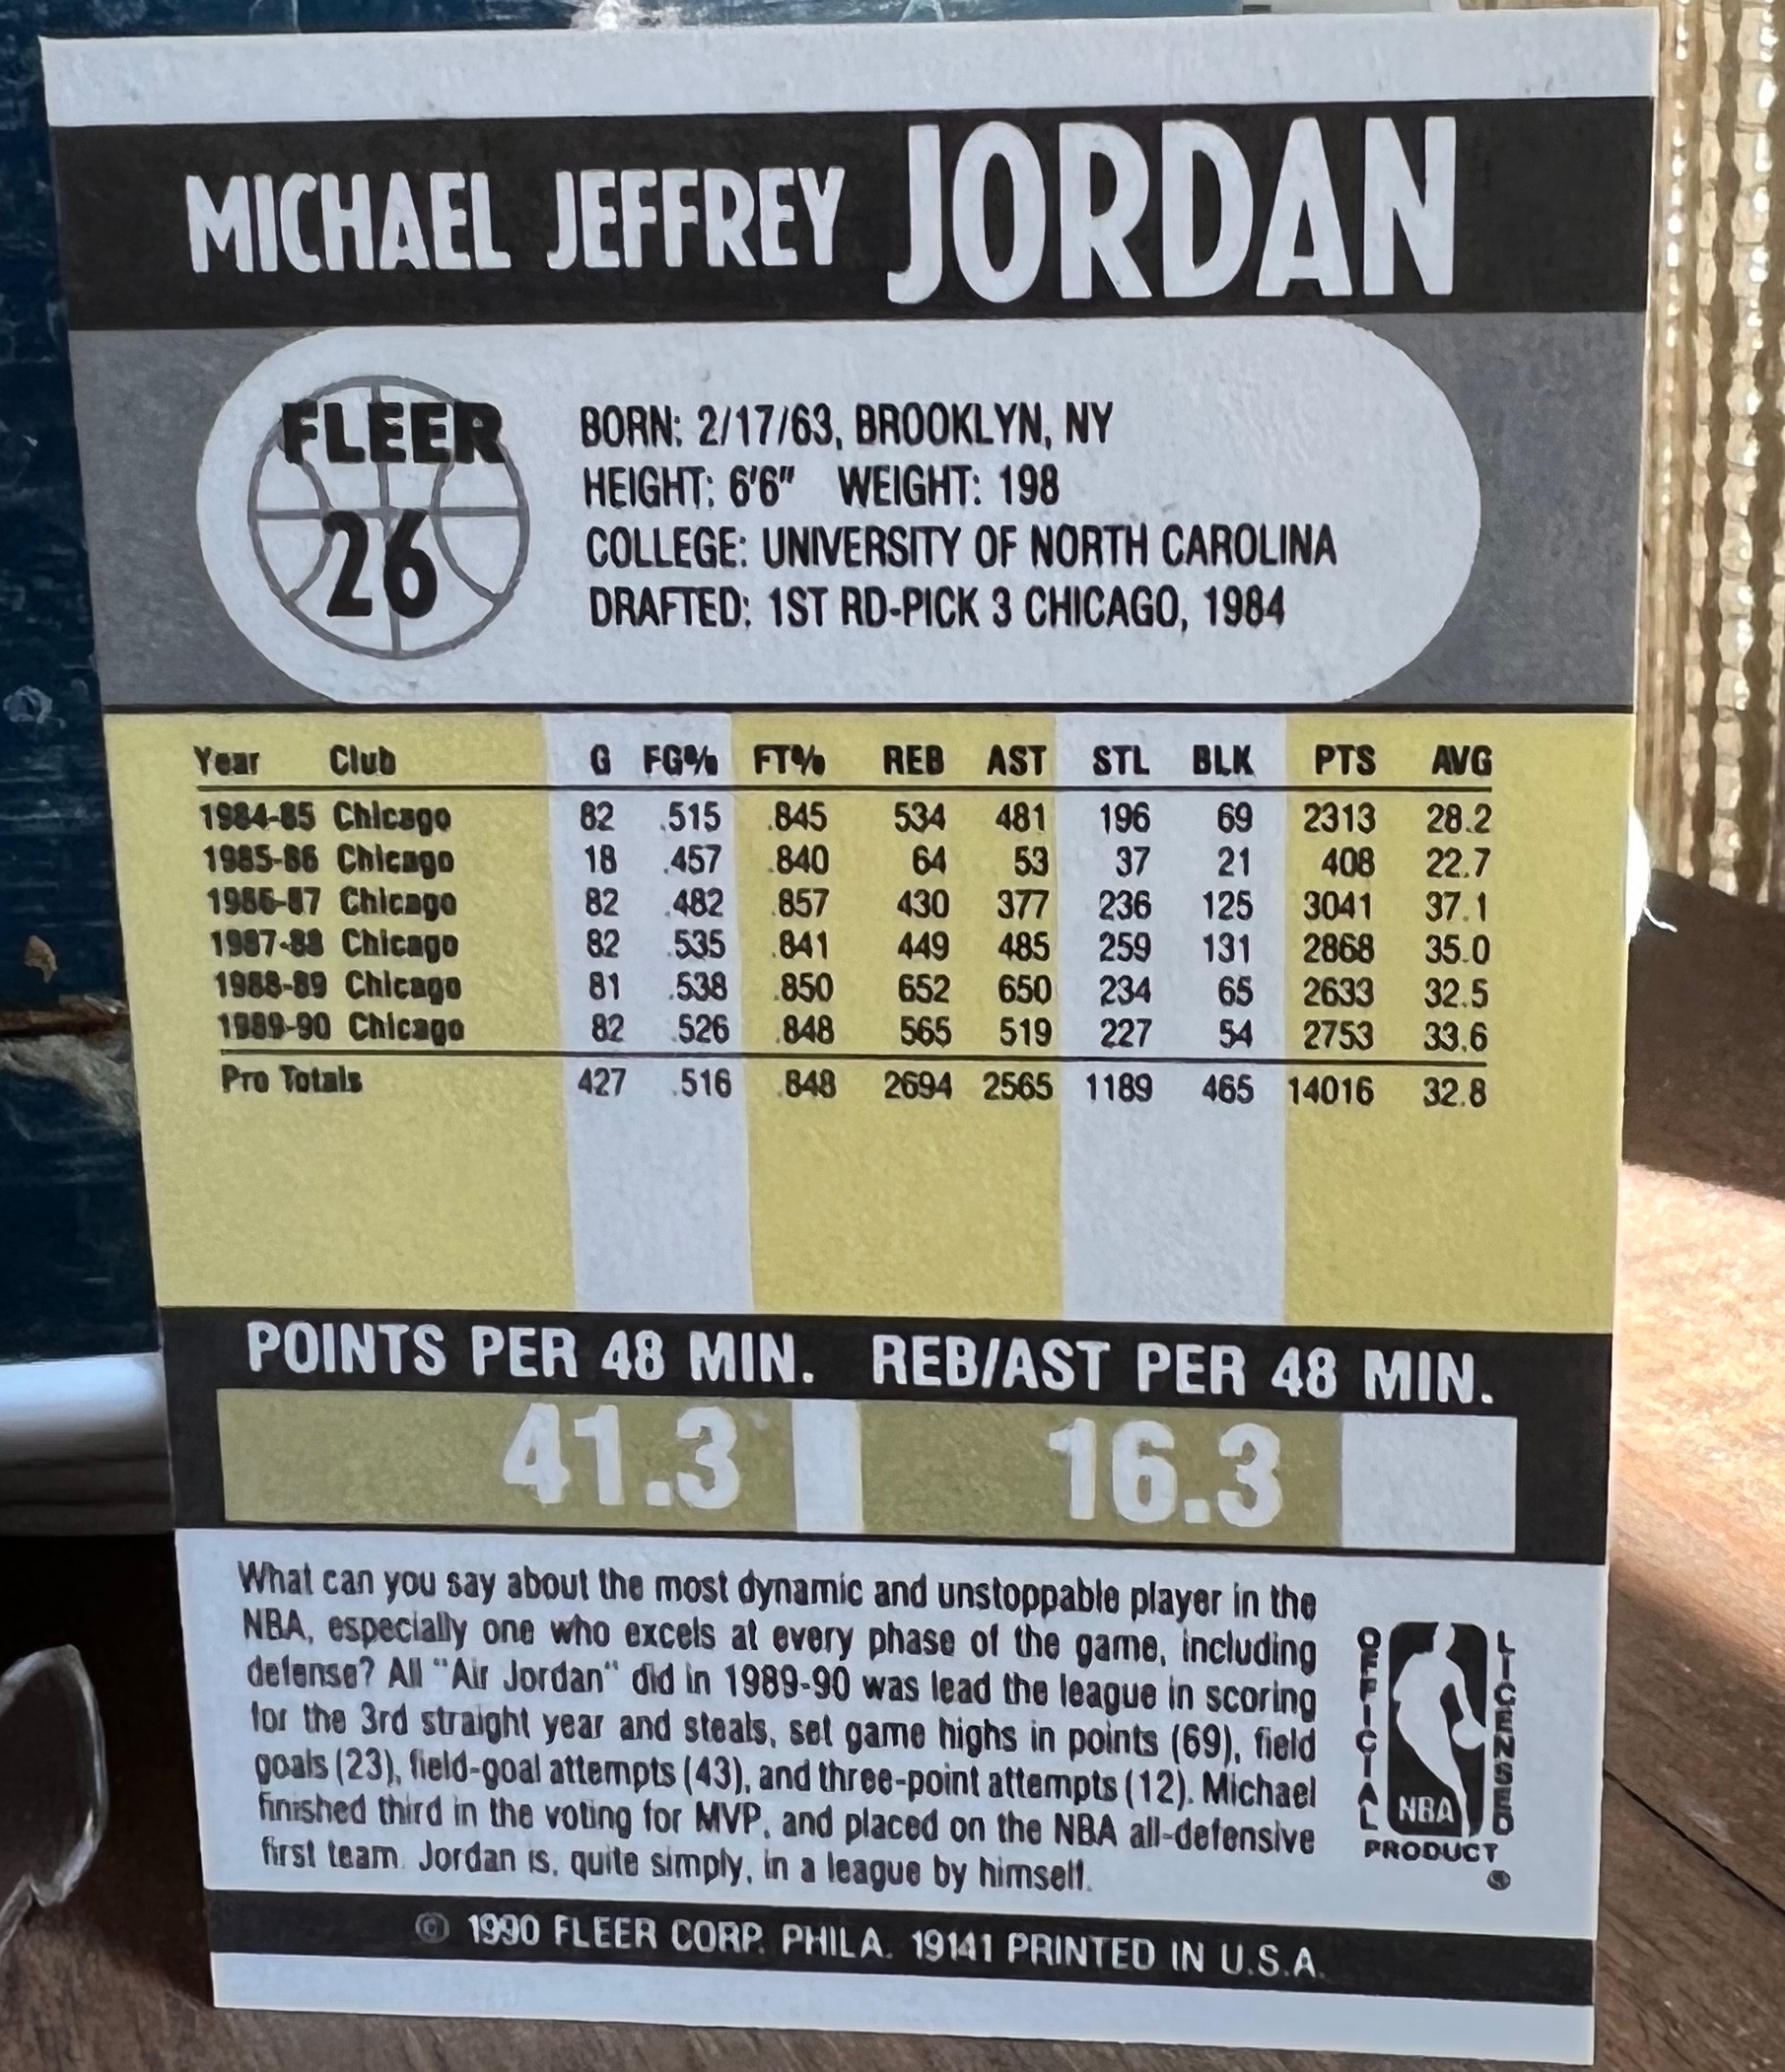 MICHAEL JEFFREY JORDAN
FLEER
26
BORN: 2/17/63, BROOKLYN, NY
HEIGHT: 6'6" WEIGHT: 198
COLLEGE: UNIVERSITY OF NORTH CAROLINA
DRAFTED: 1ST RD-PICK 3 CHICAGO, 1984
Year Club G FG% FT% REB AST STL BLK PTS AVG
1984-85 Chicago 82 .515 .845 534 481 196 69 2313 28.2
1985-86 Chicago 18 .457 .840 64 53 37 21 408 22.7
1986-87 Chicago 82 .482 .857 430 377 236 125 3041 37.1
1987-88 Chicago 82 .535 .841 449 485 259 131 2868 35.0
1988-89 Chicago 81 .538 .850 652 650 234 65 2633 32.5
1989-90 Chicago 82 .526 .848 565 519 227 54 2753 33.6
Pro Totals 427 .516 .848 2694 2565 1189 465 14016 32.8
POINTS PER 48 MIN. REB/AST PER 48 MIN.
41.3 16.3
What can you say about the most dynamic and unstoppable player in the
NBA, especially one who excels at every phase of the game, including
defense? All "Air Jordan" did in 1989-90 was lead the league in scoring
for the 3rd straight year and steals, set game highs in points (69), field
goals (23), field-goal attempts (43), and three-point attempts (12). Michael
finished third in the voting for MVP, and placed on the NBA all-defensive
first team. Jordan is, quite simply, in a league by himself.
OFFICIAL
NBA
LICENSED
PRODUCT
®
© 1990 FLEER CORP. PHILA. 19141 PRINTED IN U.S.A.